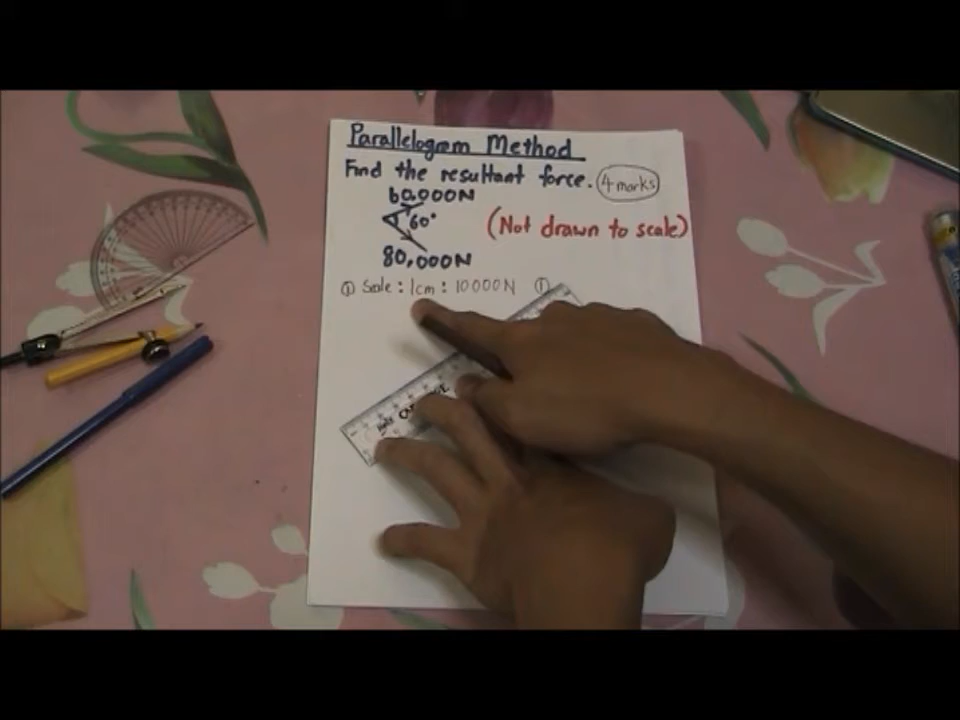 Parallelogram Method
Find the resultant force. 4 marks
60,000N
60°
(Not drawn to scale)
80,000N
① Scale : 1cm : 10000N ①